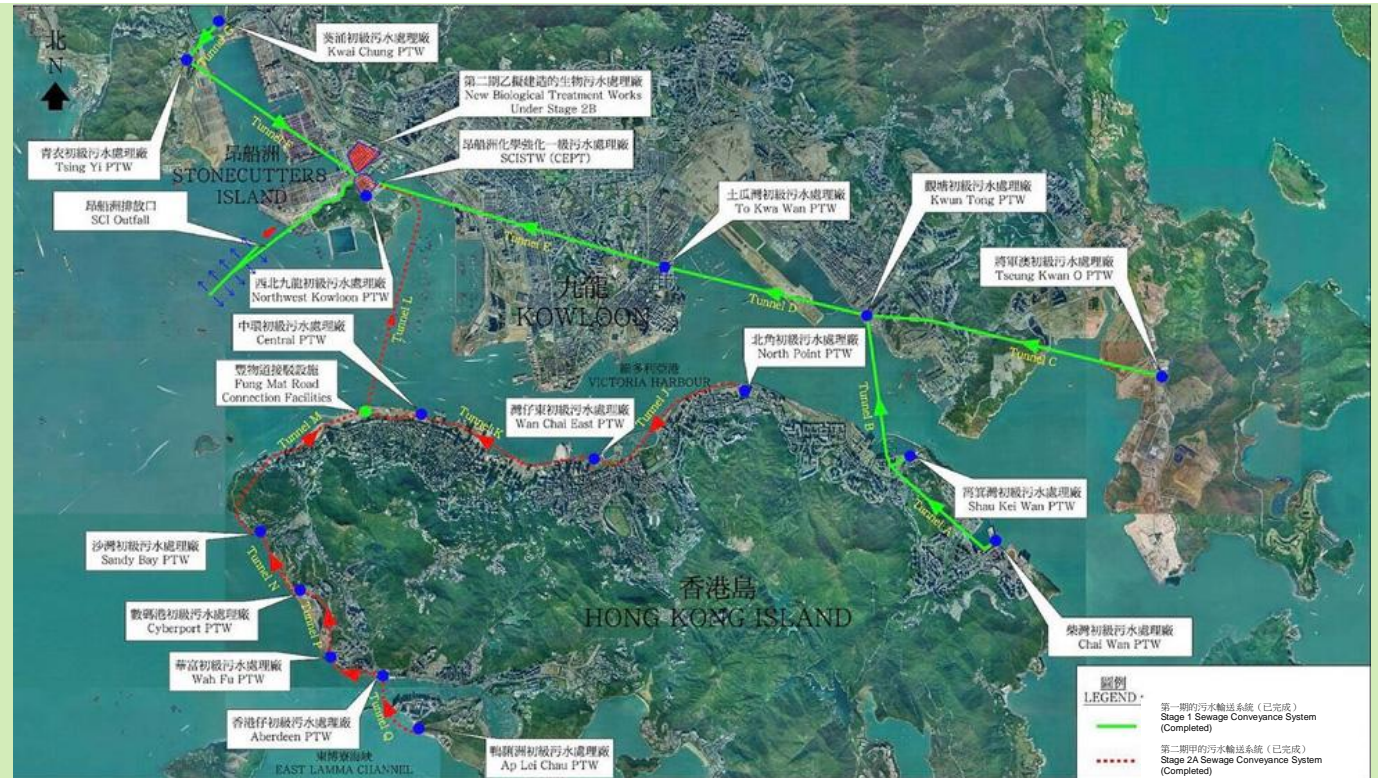 北
N
葵涌初級污水處理廠
Kwai Chung PTW
Tunnel G
第二期乙擬建造的生物污水處理廠
New Biological Treatment Works
Under Stage 2B
青衣初級污水處理廠
Tsing Yi PTW
Tunnel F
昂船洲
STONECUTTERS
ISLAND
昂船洲化學強化一級污水處理廠
SCISTW (CEPT)
昂船洲排放口
SCI Outfall
土瓜灣初級污水處理廠
To Kwa Wan PTW
觀塘初級污水處理廠
Kwun Tong PTW
將軍澳初級污水處理廠
Tseung Kwan O PTW
Tunnel E
西北九龍初級污水處理廠
Northwest Kowloon PTW
九龍
KOWLOON
Tunnel D
Tunnel L
中環初級污水處理廠
Central PTW
北角初級污水處理廠
North Point PTW
Tunnel C
豐物道接駁設施
Fung Mat Road
Connection Facilities
維多利亞港
VICTORIA HARBOUR
灣仔東初級污水處理廠
Wan Chai East PTW
Tunnel J
Tunnel K
Tunnel M
Tunnel B
筲箕灣初級污水處理廠
Shau Kei Wan PTW
Tunnel A
沙灣初級污水處理廠
Sandy Bay PTW
Tunnel N
香港島
HONG KONG ISLAND
數碼港初級污水處理廠
Cyberport PTW
Tunnel P
柴灣初級污水處理廠
Chai Wan PTW
華富初級污水處理廠
Wah Fu PTW
香港仔初級污水處理廠
Aberdeen PTW
Tunnel Q
鴨脷洲初級污水處理廠
Ap Lei Chau PTW
東博寮海峽
EAST LAMMA CHANNEL
圖例
LEGEND
第一期的污水輸送系統（已完成）
Stage 1 Sewage Conveyance System
(Completed)
第二期甲的污水輸送系統（已完成）
Stage 2A Sewage Conveyance System
(Completed)